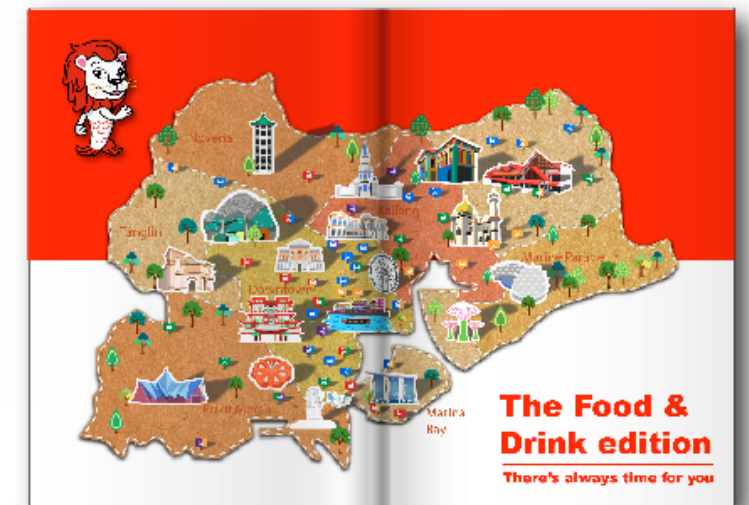 Novena
Kallang
Tanglin
Marine Parade
Downtown
Bukit Merah
Marina
Bay
The Food &
Drink edition
There's always time for you